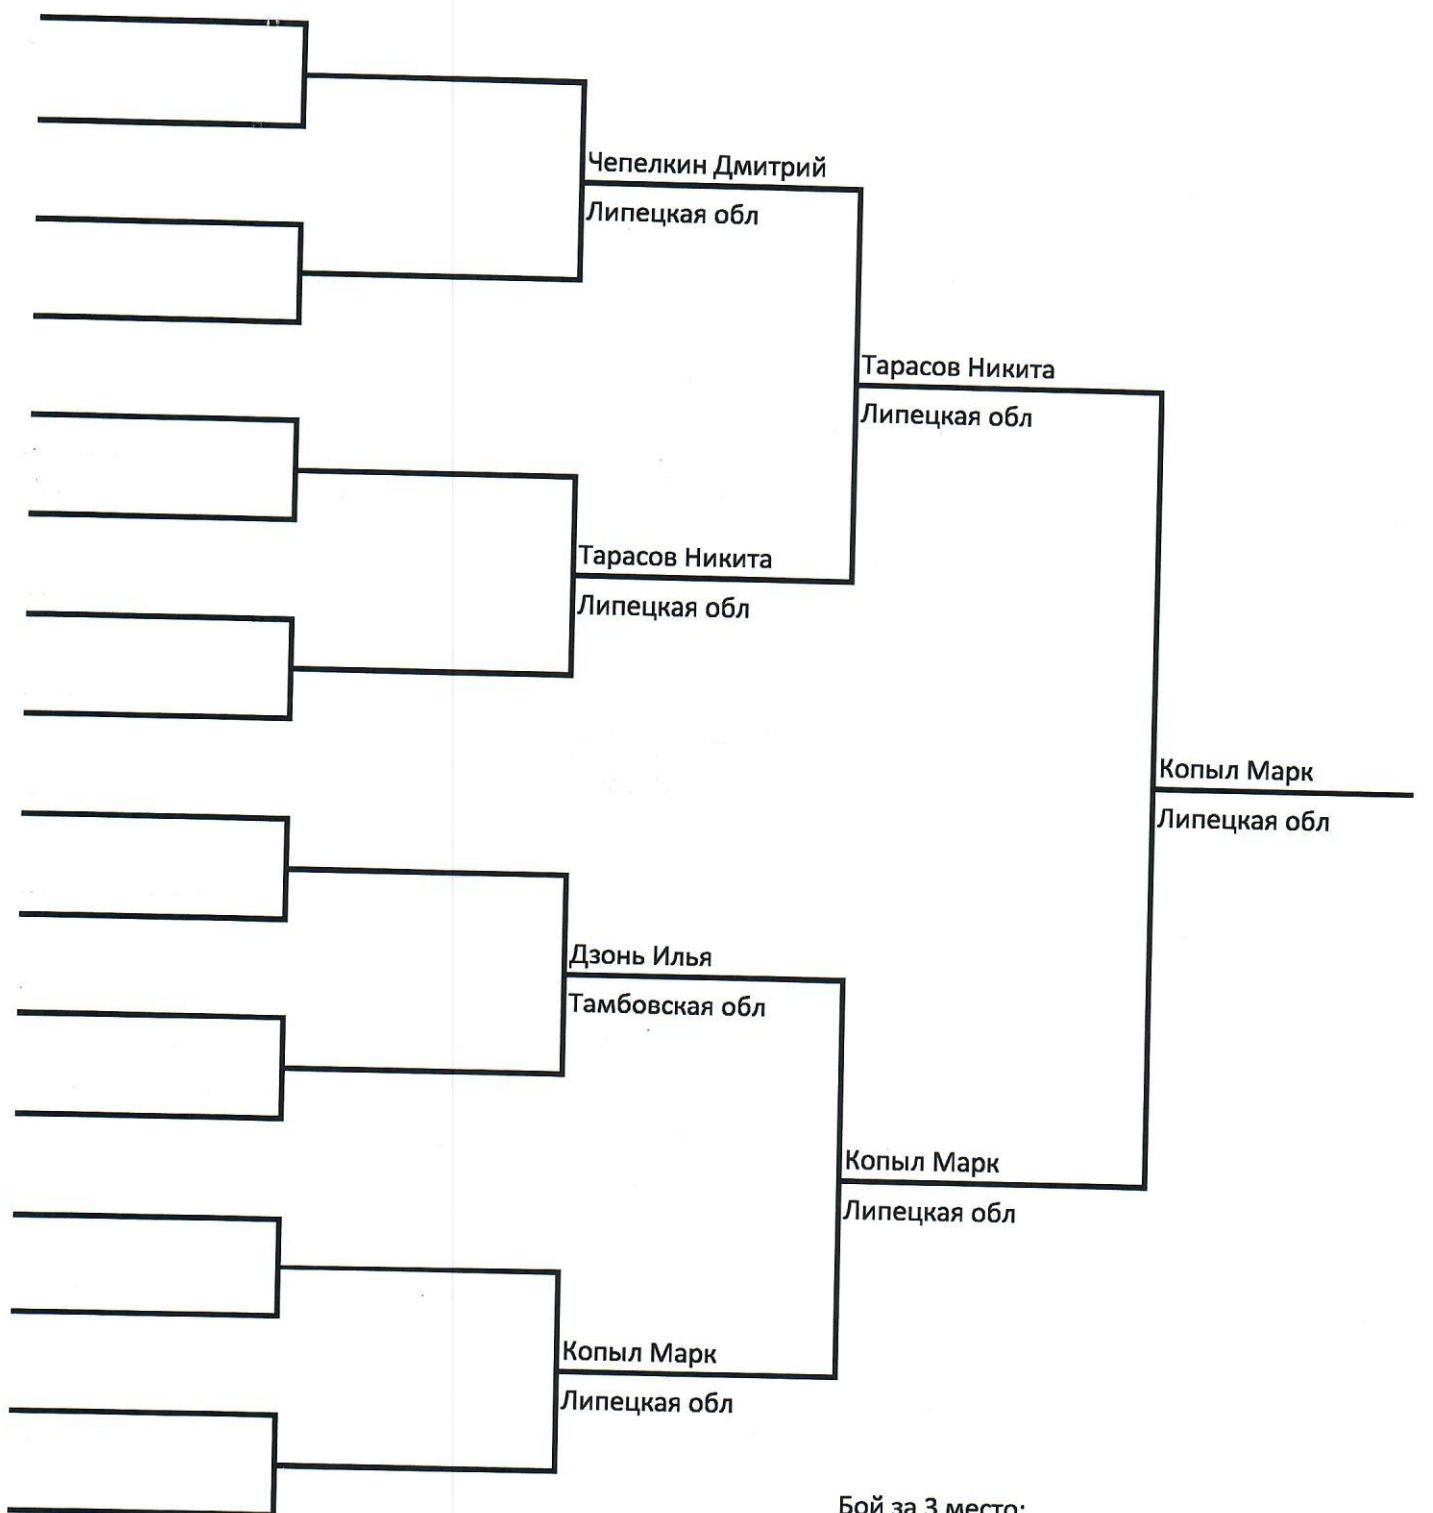 Чепелкин Дмитрий
Липецкая обл
Тарасов Никита
Липецкая обл
Тарасов Никита
Липецкая обл
Копыл Марк
Липецкая обл
Дзонь Илья
Тамбовская обл
Копыл Марк
Липецкая обл
Копыл Марк
Липецкая обл
Бой за 3 место: